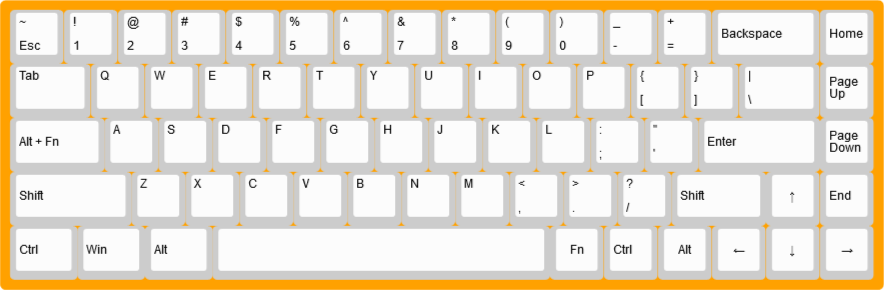 ~ ! @ # $ % ^ & * ( ) _ +
Esc 1 2 3 4 5 6 7 8 9 0 - = Backspace Home
Tab Q W E R T Y U I O P { } |
[ ] \
Page
Up
A S D F G H J K L : "
Alt + Fn ; ' Enter
Page
Down
Z X C V B N M < > ?
Shift , . / Shift ↑ End
Ctrl Win Alt Fn Ctrl Alt ← ↓ →